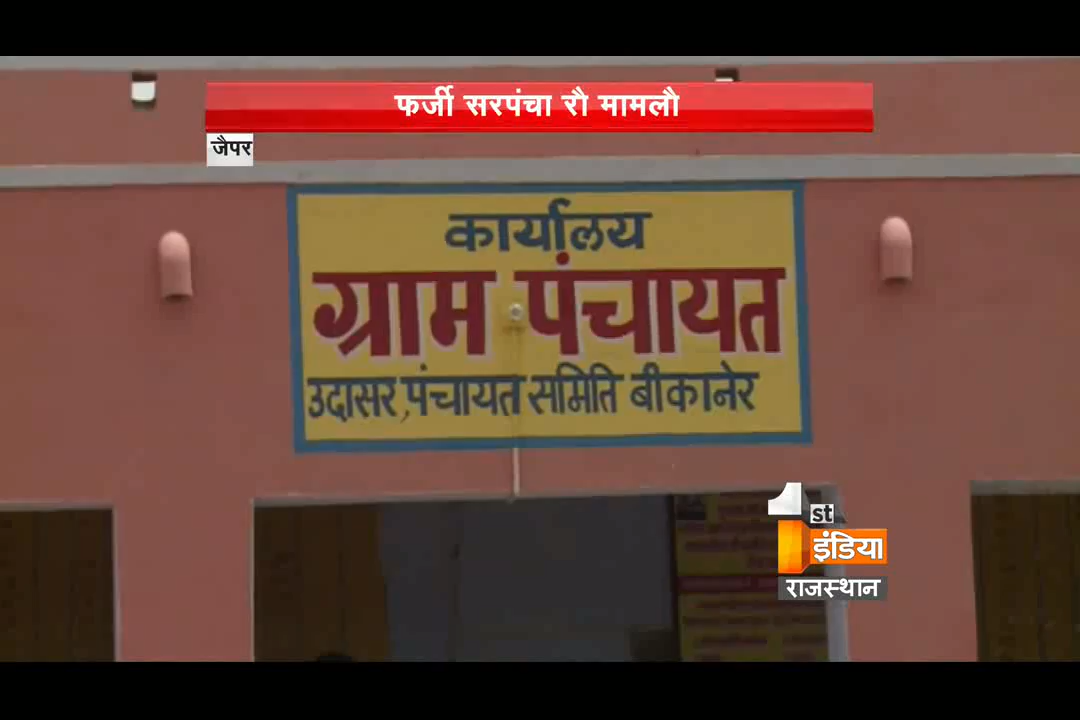 फर्जी सरपंचा रौ मामलौ
जैपर
कार्यालय
ग्राम पंचायत
उदासर, पंचायत समिति बीकानेर
1st
इंडिया
राजस्थान